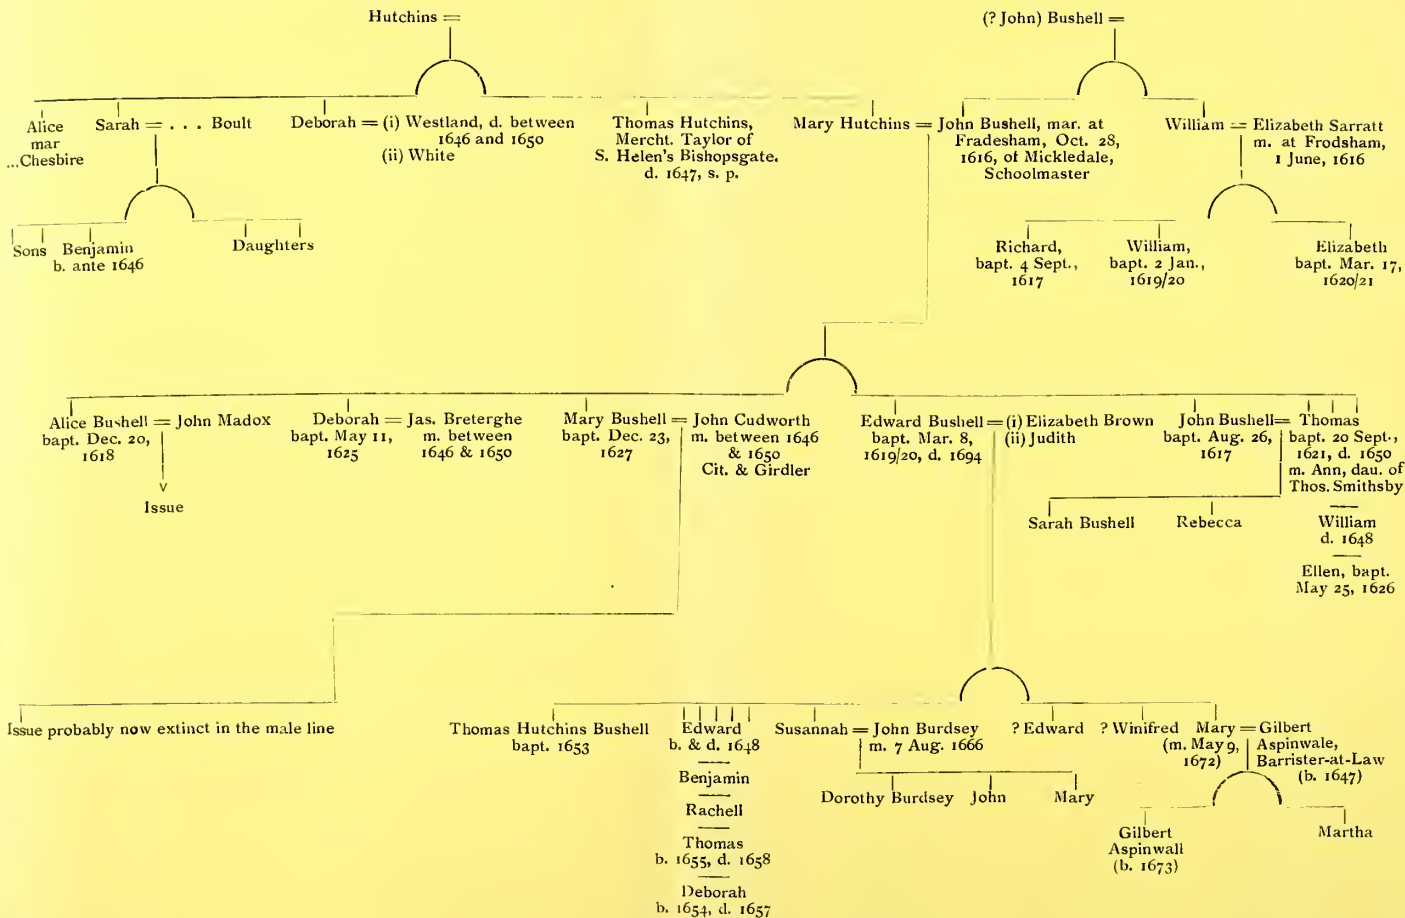 Hutchins =
(? John) Bushell =
Alice
mar
...Chesbire
Sarah = . . . Boult
Deborah = (i) Westland, d. between
1646 and 1650
(ii) White
Thomas Hutchins,
Mercht. Taylor of
S. Helen's Bishopsgate.
d. 1647, s. p.
Mary Hutchins = John Bushell, mar. at
Fradesham, Oct. 28,
1616, of Mickledale,
Schoolmaster
William = Elizabeth Sarratt
m. at Frodsham,
1 June, 1616
Sons
Benjamin
b. ante 1646
Daughters
Richard,
bapt. 4 Sept.,
1617
William,
bapt. 2 Jan.,
1619/20
Elizabeth
bapt. Mar. 17,
1620/21
Alice Bushell = John Madox
bapt. Dec. 20,
1618
Issue
Deborah = Jas. Breterghe
bapt. May 11,
1625
m. between
1646 & 1650
Mary Bushell = John Cudworth
bapt. Dec. 23,
1627
m. between 1646
& 1650
Cit. & Girdler
Edward Bushell = (i) Elizabeth Brown
bapt. Mar. 8,
1619/20, d. 1694
(ii) Judith
John Bushell =
bapt. Aug. 26,
1617
Thomas
bapt. 20 Sept.,
1621, d. 1650
m. Ann, dau. of
Thos. Smithsby
William
d. 1648
Ellen, bapt.
May 25, 1626
Sarah Bushell
Rebecca
Issue probably now extinct in the male line
Thomas Hutchins Bushell
bapt. 1653
Edward
b. & d. 1648
Benjamin
Rachell
Thomas
b. 1655, d. 1658
Deborah
b. 1654, d. 1657
Susannah = John Burdsey
m. 7 Aug. 1666
Dorothy Burdsey
John
Mary
? Edward
? Winifred
Mary = Gilbert
(m. May 9,
1672)
Aspinwale,
Barrister-at-Law
(b. 1647)
Gilbert
Aspinwall
(b. 1673)
Martha